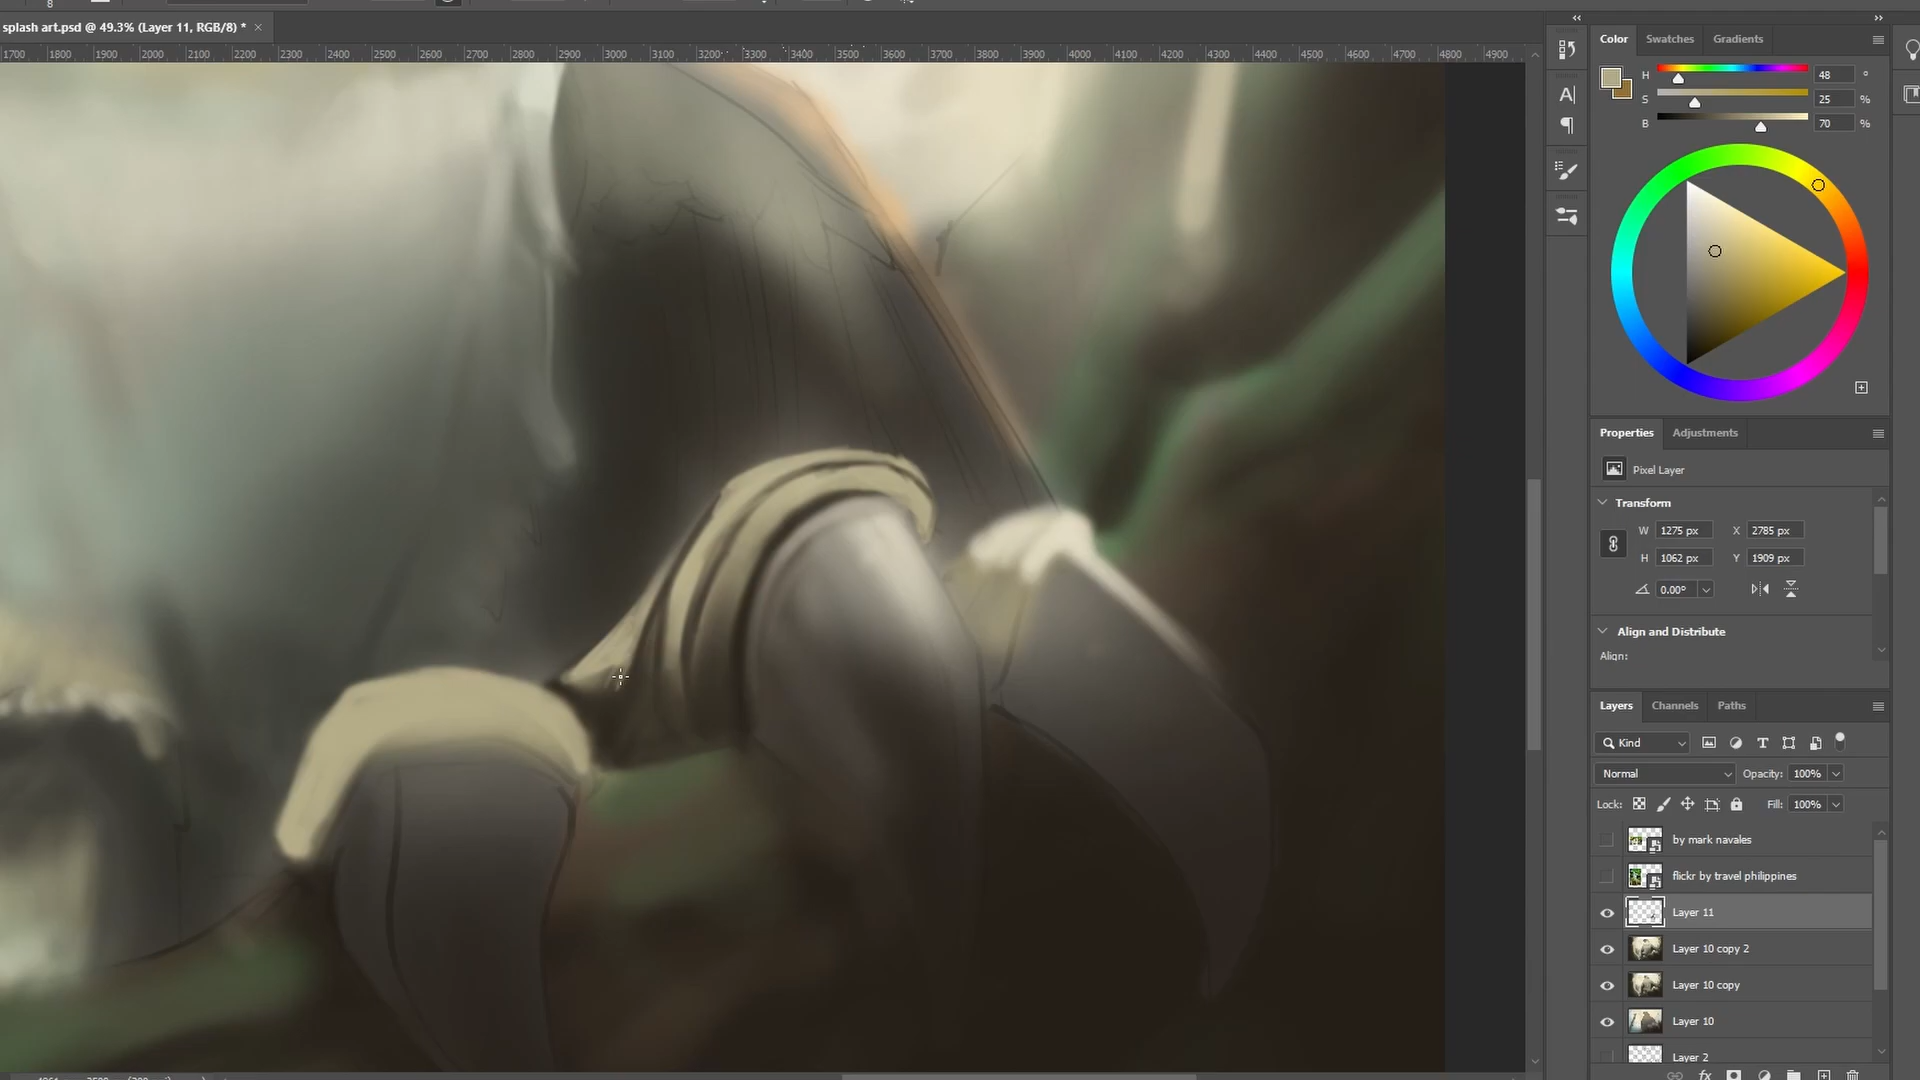 8
splash art.psd @ 49.3% (Layer 11, RGB/8) * ×
1700 1800 1900 2000 2100 2200 2300 2400 2500 2600 2700 2800 2900 3000 3100 3200 3300 3400 3500 3600 3700 3800 3900 4000 4100 4200 4300 4400 4500 4600 4700 4800 4900
Color Swatches Gradients
H 48 °
S 25 %
B 70 %
Properties Adjustments
Pixel Layer
Transform
W 1275 px X 2785 px
H 1062 px Y 1909 px
0.00°
Align and Distribute
Align:
Layers Channels Paths
Kind
Normal Opacity: 100%
Lock: Fill: 100%
by mark navales
flickr by travel philippines
Layer 11
Layer 10 copy 2
Layer 10 copy
Layer 10
Layer 2
fx